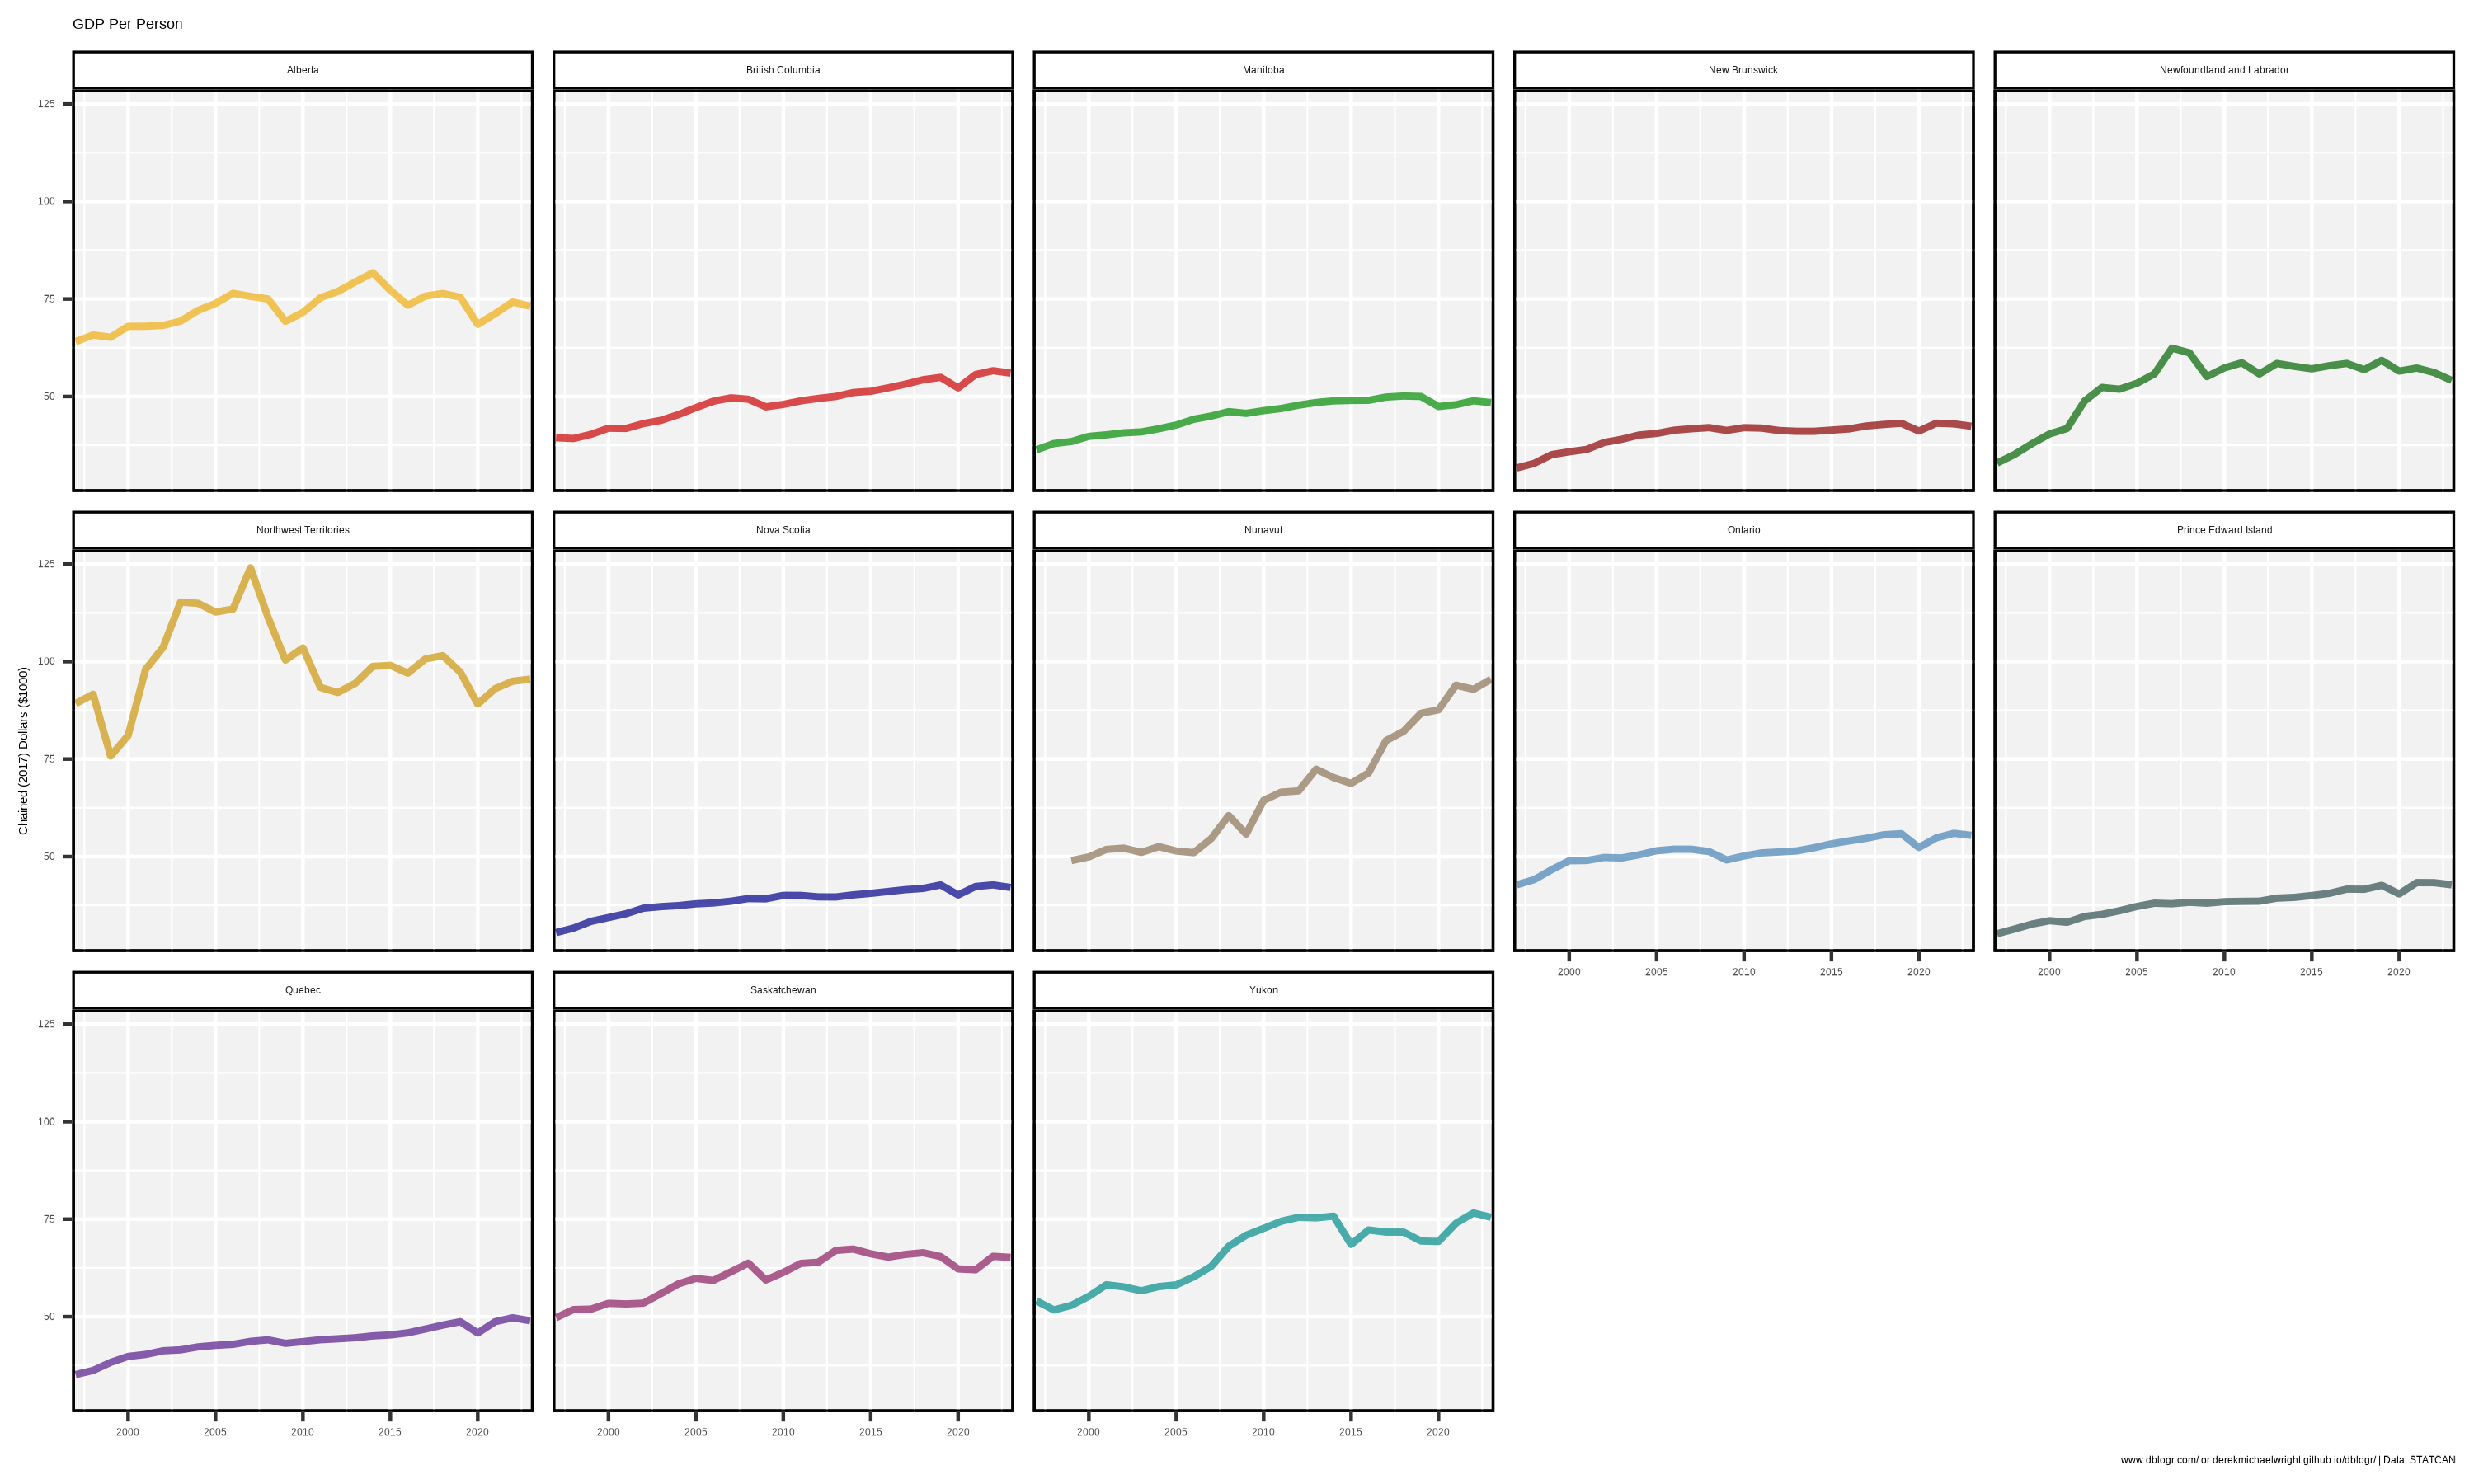 GDP Per Person
Alberta
British Columbia
Manitoba
New Brunswick
Newfoundland and Labrador
125
100
75
50
Northwest Territories
Nova Scotia
Nunavut
Ontario
Prince Edward Island
125
100
75
50
Chained (2017) Dollars ($1000)
2000 2005 2010 2015 2020
2000 2005 2010 2015 2020
Quebec
Saskatchewan
Yukon
125
100
75
50
2000 2005 2010 2015 2020
2000 2005 2010 2015 2020
2000 2005 2010 2015 2020
www.dblogr.com/ or derekmichaelwright.github.io/dblogr/ | Data: STATCAN